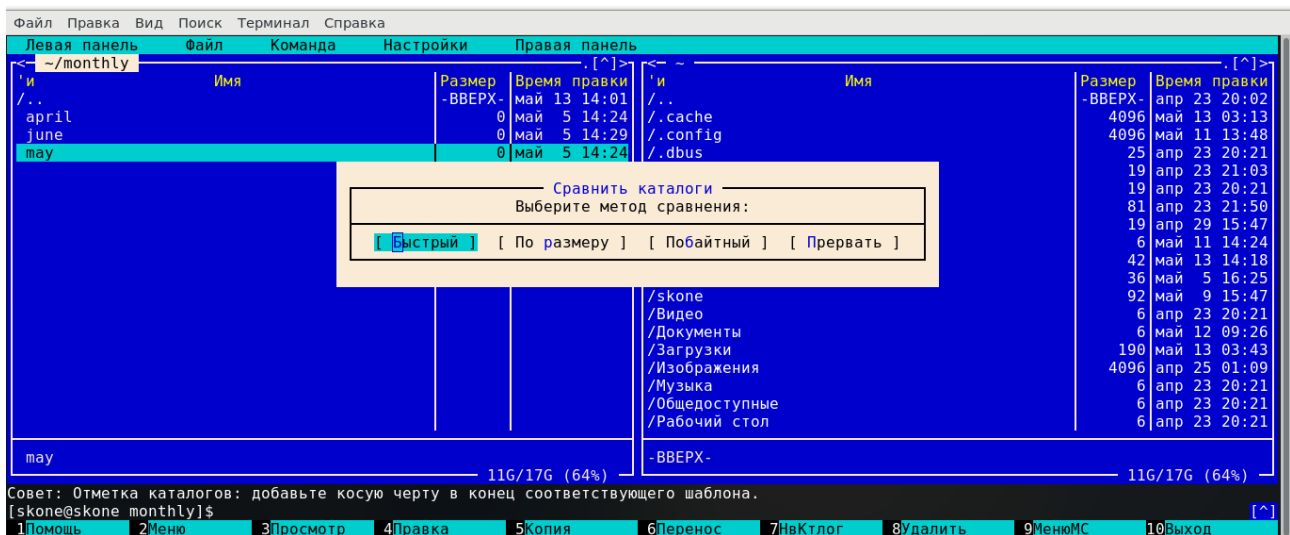 Файл Правка Вид Поиск Терминал Справка
Левая панель Файл Команда Настройки Правая панель
<— ~/monthly .[^]> <— ~ .[^]>
'и Имя Размер Время правки 'и Имя Размер Время правки
/.. -ВВЕРХ- май 13 14:01 /.. -ВВЕРХ- апр 23 20:02
april 0 май 5 14:24 /.cache 4096 май 13 03:13
june 0 май 5 14:29 /.config 4096 май 11 13:48
may 0 май 5 14:24 /.dbus 25 апр 23 20:21
19 апр 23 21:03
Сравнить каталоги 19 апр 23 20:21
Выберите метод сравнения: 81 апр 23 21:50
19 апр 29 15:47
[ Быстрый ] [ По размеру ] [ Побайтный ] [ Прервать ] 6 май 11 14:24
42 май 13 14:18
36 май 5 16:25
/skone 92 май 9 15:47
/Видео 6 апр 23 20:21
/Документы 6 май 12 09:26
/Загрузки 190 май 13 03:43
/Изображения 4096 апр 25 01:09
/Музыка 6 апр 23 20:21
/Общедоступные 6 апр 23 20:21
/Рабочий стол 6 апр 23 20:21
may -ВВЕРХ-
11G/17G (64%) 11G/17G (64%)
Совет: Отметка каталогов: добавьте косую черту в конец соответствующего шаблона.
[skone@skone monthly]$ [^]
1Помощь 2Меню 3Просмотр 4Правка 5Копия 6Перенос 7НвКтлог 8Удалить 9МенюМС 10Выход